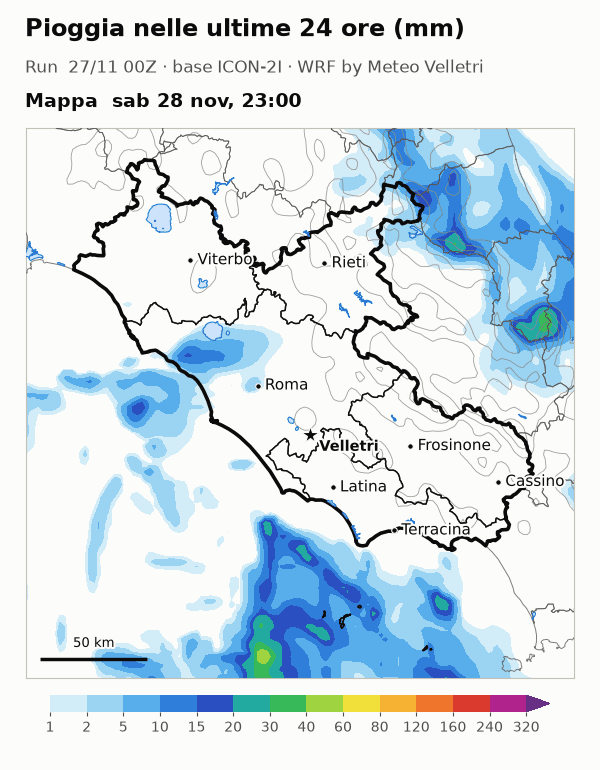 Pioggia nelle ultime 24 ore (mm)
Run  27/11 00Z · base ICON-2I · WRF by Meteo Velletri
Mappa  sab 28 nov, 23:00
Viterbo
Rieti
Roma
Velletri
Frosinone
Cassino
Latina
Terracina
50 km
1 2 5 10 15 20 30 40 60 80 120 160 240 320